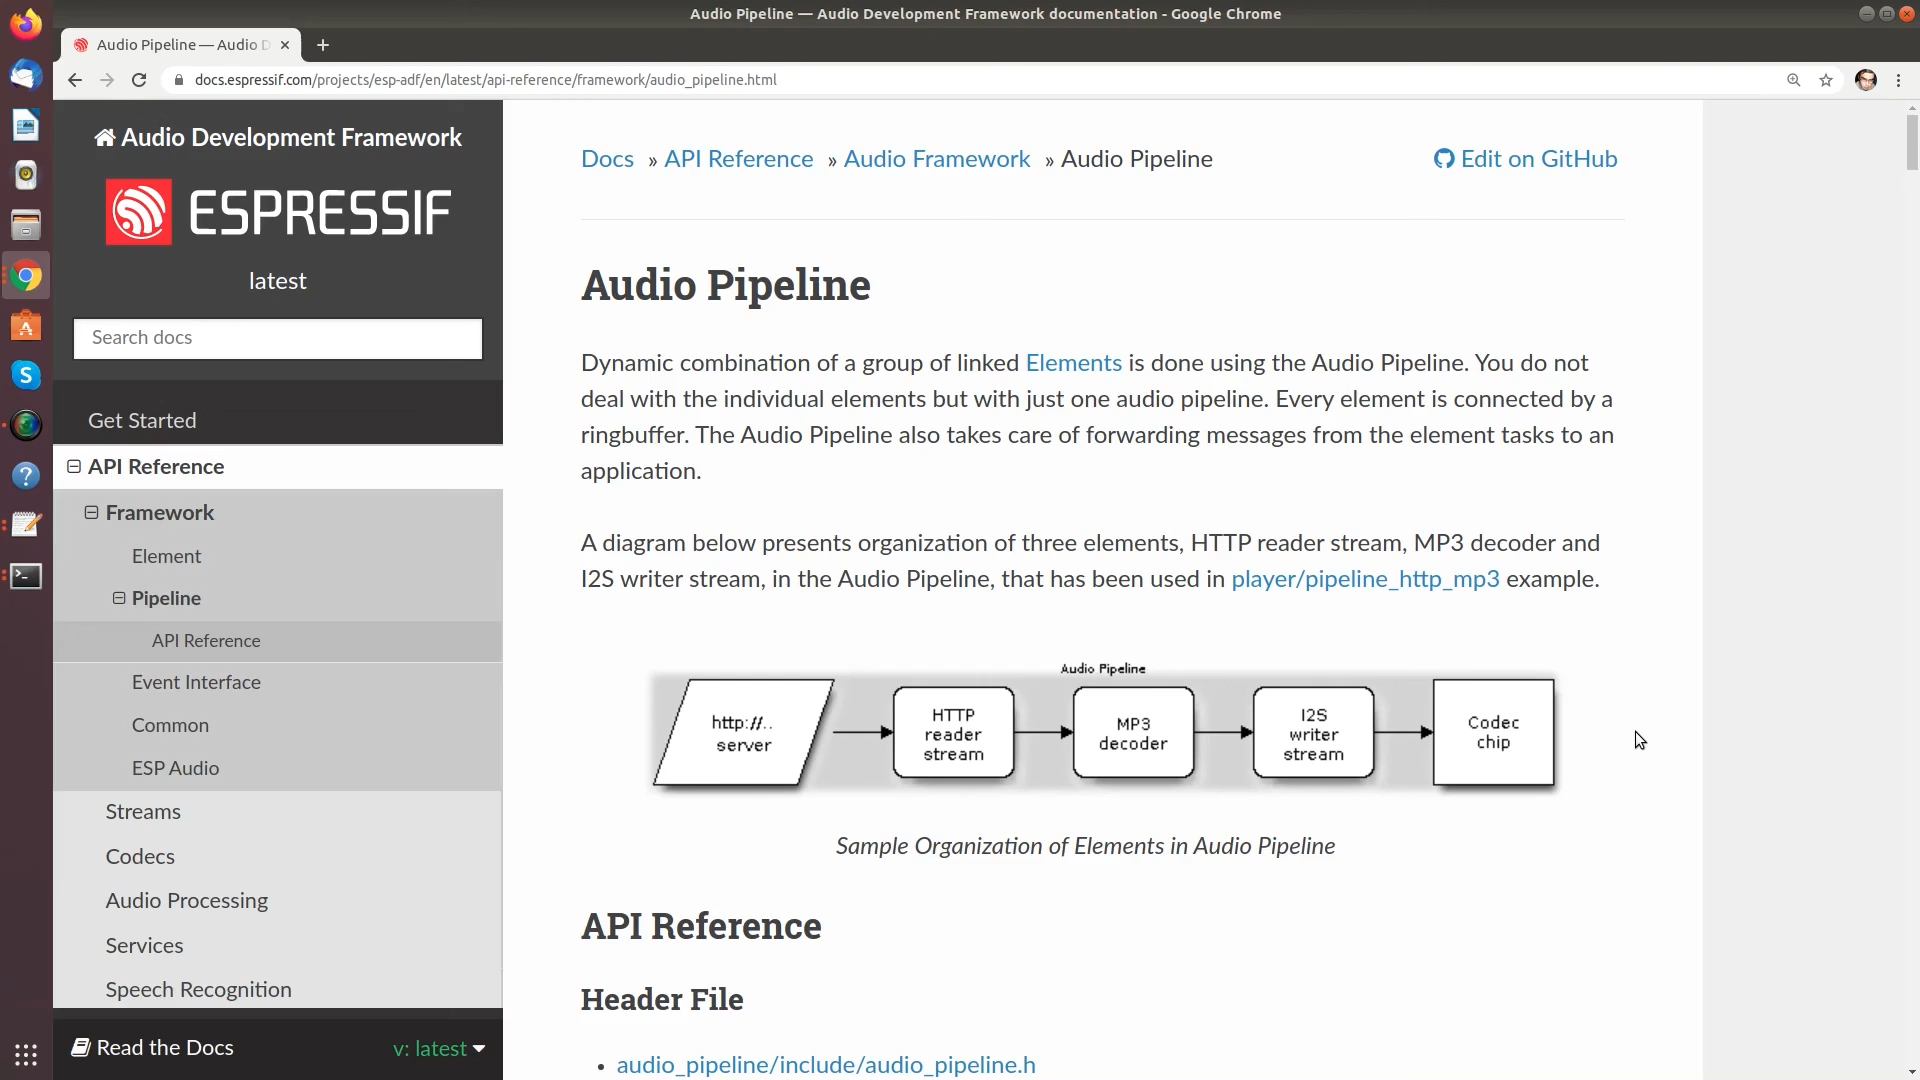 Audio Pipeline — Audio Development Framework documentation - Google Chrome
Audio Pipeline — Audio D
docs.espressif.com/projects/esp-adf/en/latest/api-reference/framework/audio_pipeline.html
Audio Development Framework
ESPRESSIF
latest
Search docs
Get Started
API Reference
Framework
Element
Pipeline
API Reference
Event Interface
Common
ESP Audio
Streams
Codecs
Audio Processing
Services
Speech Recognition
Read the Docs
v: latest
Docs » API Reference » Audio Framework » Audio Pipeline
Edit on GitHub
Audio Pipeline
Dynamic combination of a group of linked Elements is done using the Audio Pipeline. You do not
deal with the individual elements but with just one audio pipeline. Every element is connected by a
ringbuffer. The Audio Pipeline also takes care of forwarding messages from the element tasks to an
application.
A diagram below presents organization of three elements, HTTP reader stream, MP3 decoder and
I2S writer stream, in the Audio Pipeline, that has been used in player/pipeline_http_mp3 example.
Audio Pipeline
http://..
server
HTTP
reader
stream
MP3
decoder
I2S
writer
stream
Codec
chip
Sample Organization of Elements in Audio Pipeline
API Reference
Header File
• audio_pipeline/include/audio_pipeline.h